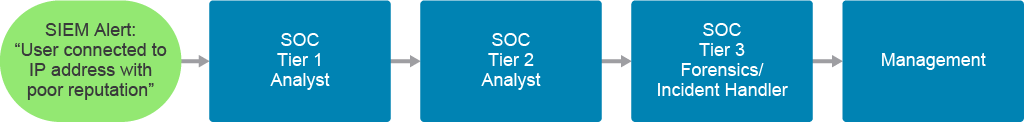 SIEM Alert:
“User connected to
IP address with
poor reputation”
SOC
Tier 1
Analyst
SOC
Tier 2
Analyst
SOC
Tier 3
Forensics/
Incident Handler
Management